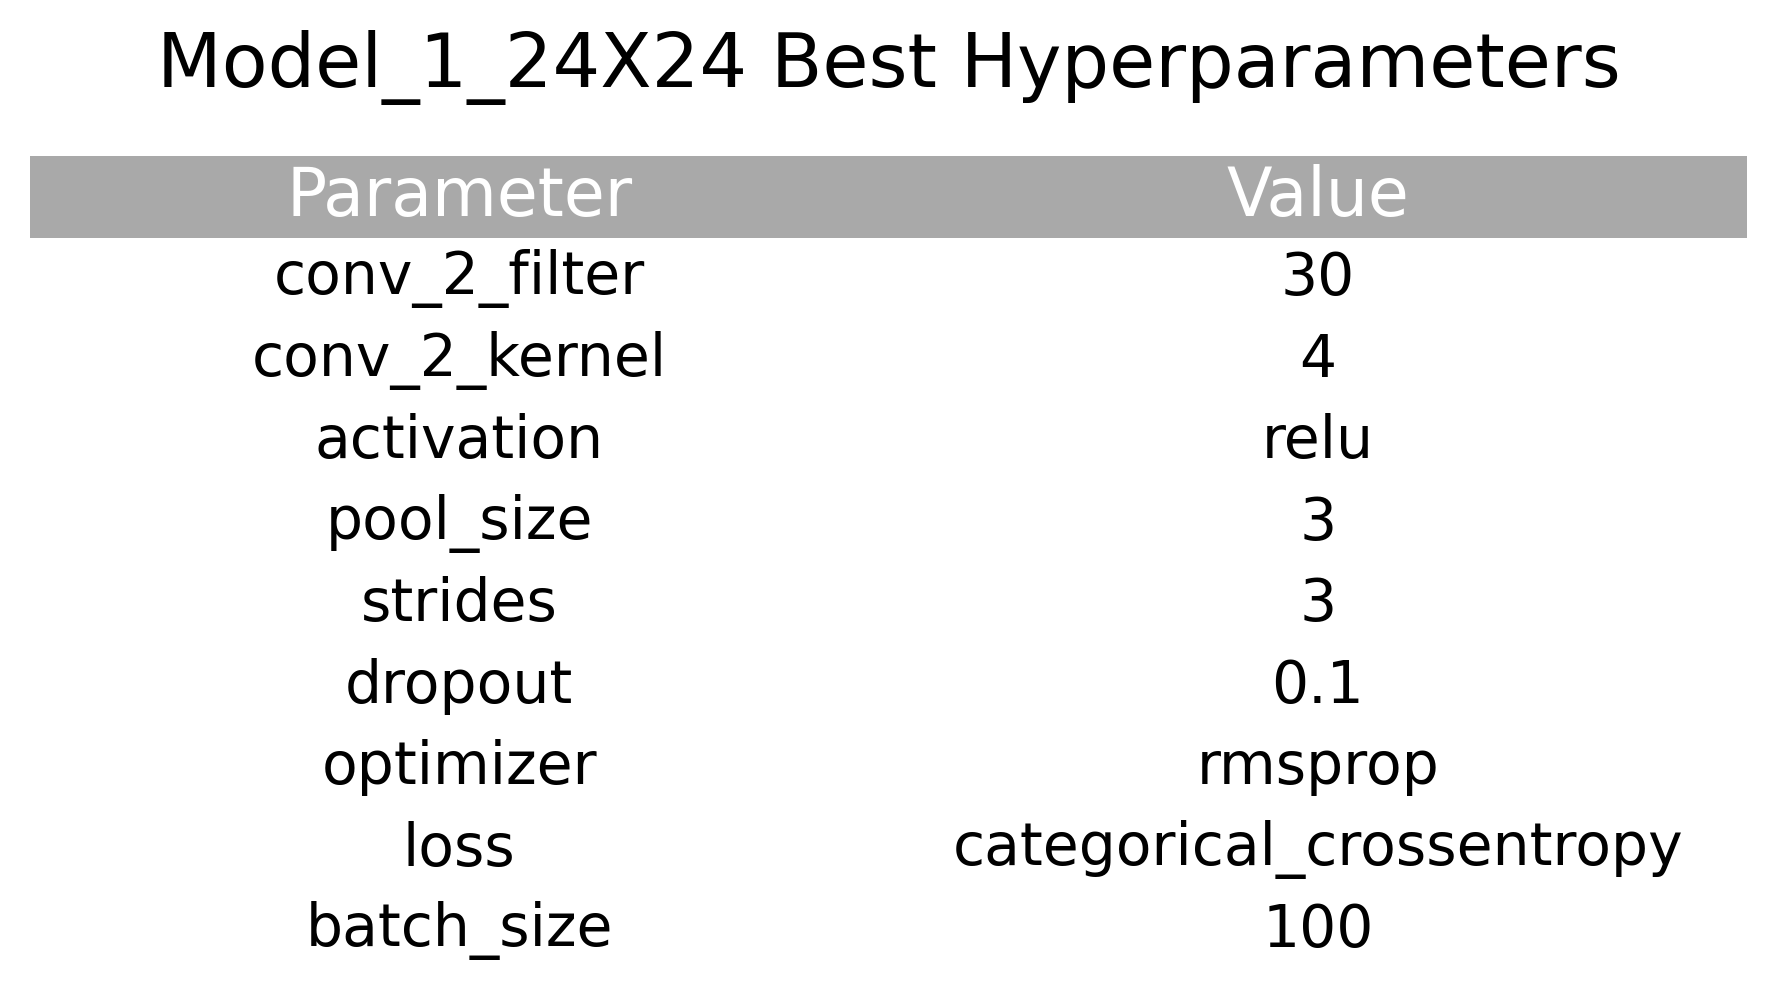 Model_1_24X24 Best Hyperparameters
Parameter Value
conv_2_filter 30
conv_2_kernel 4
activation relu
pool_size 3
strides 3
dropout 0.1
optimizer rmsprop
loss categorical_crossentropy
batch_size 100